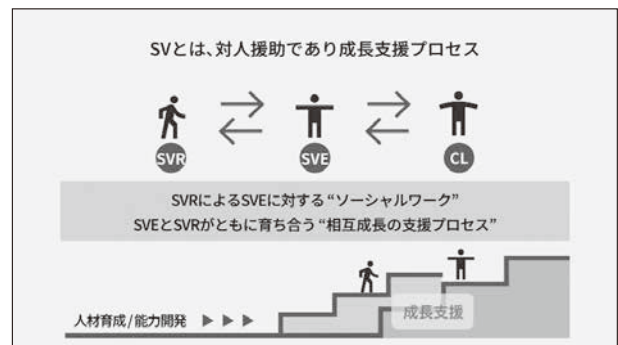 SVとは、対人援助であり成長支援プロセス
SVR
SVE
CL
SVRによるSVEに対する“ソーシャルワーク”
SVEとSVRがともに育ち合う“相互成長の支援プロセス”
成長支援
人材育成/能力開発 ▶ ▶ ▶